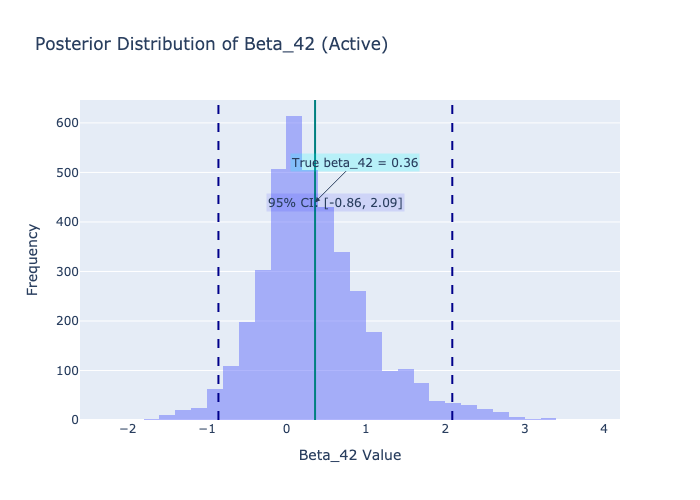 Posterior Distribution of Beta_42 (Active)
600
500
400
300
200
100
0
Frequency
True beta_42 = 0.36
95% CI: [-0.86, 2.09]
−2
−1
0
1
2
3
4
Beta_42 Value